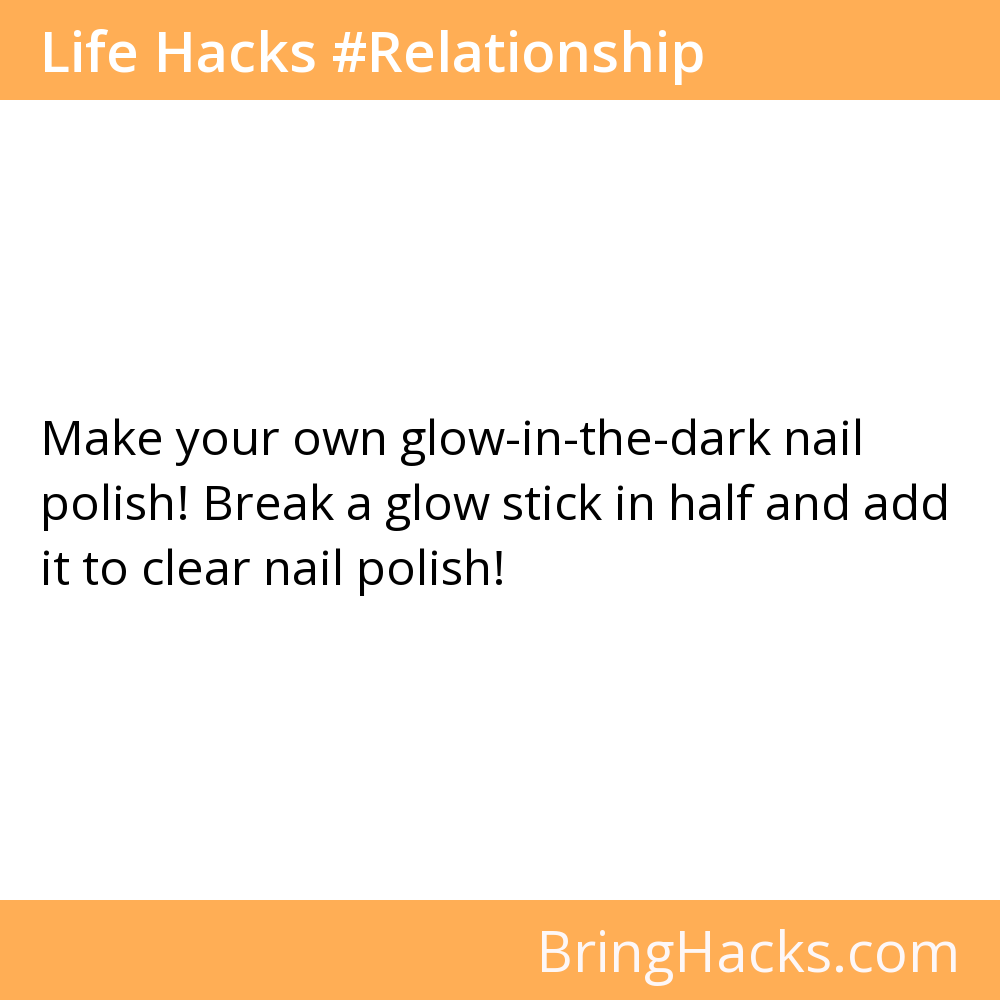 Life Hacks #Relationship
Make your own glow-in-the-dark nail
polish! Break a glow stick in half and add
it to clear nail polish!
BringHacks.com